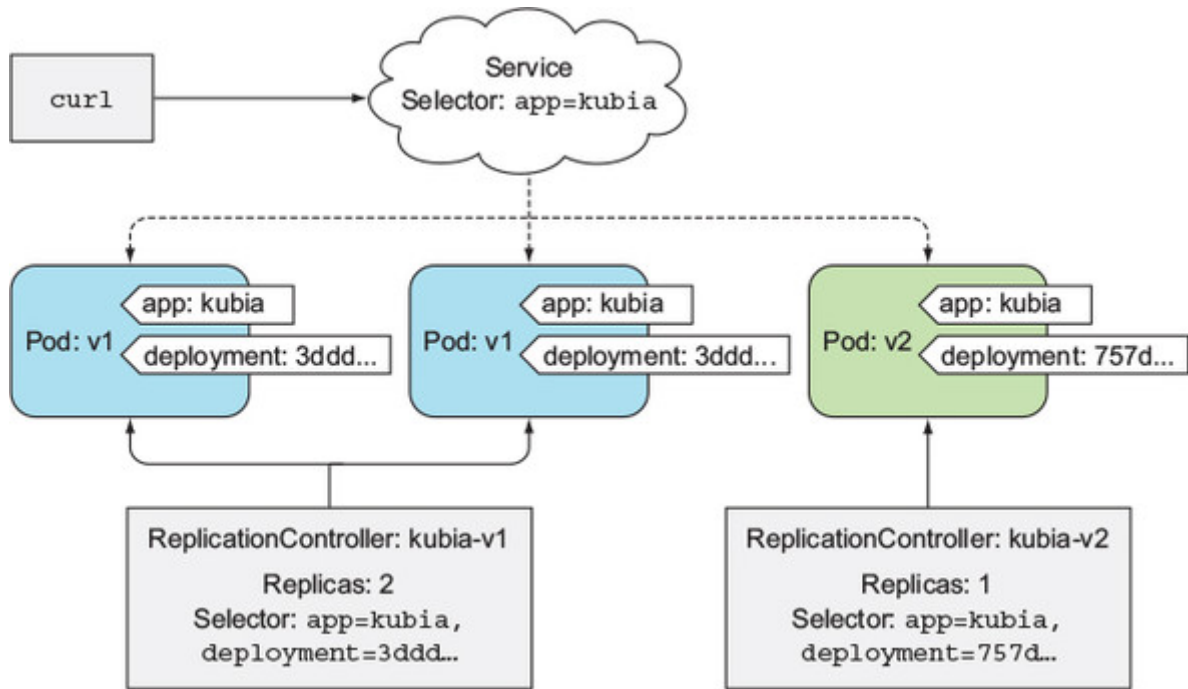 curl
Service
Selector: app=kubia
Pod: v1
app: kubia
deployment: 3ddd...
Pod: v1
app: kubia
deployment: 3ddd...
Pod: v2
app: kubia
deployment: 757d...
ReplicationController: kubia-v1
Replicas: 2
Selector: app=kubia,
deployment=3ddd…
ReplicationController: kubia-v2
Replicas: 1
Selector: app=kubia,
deployment=757d…